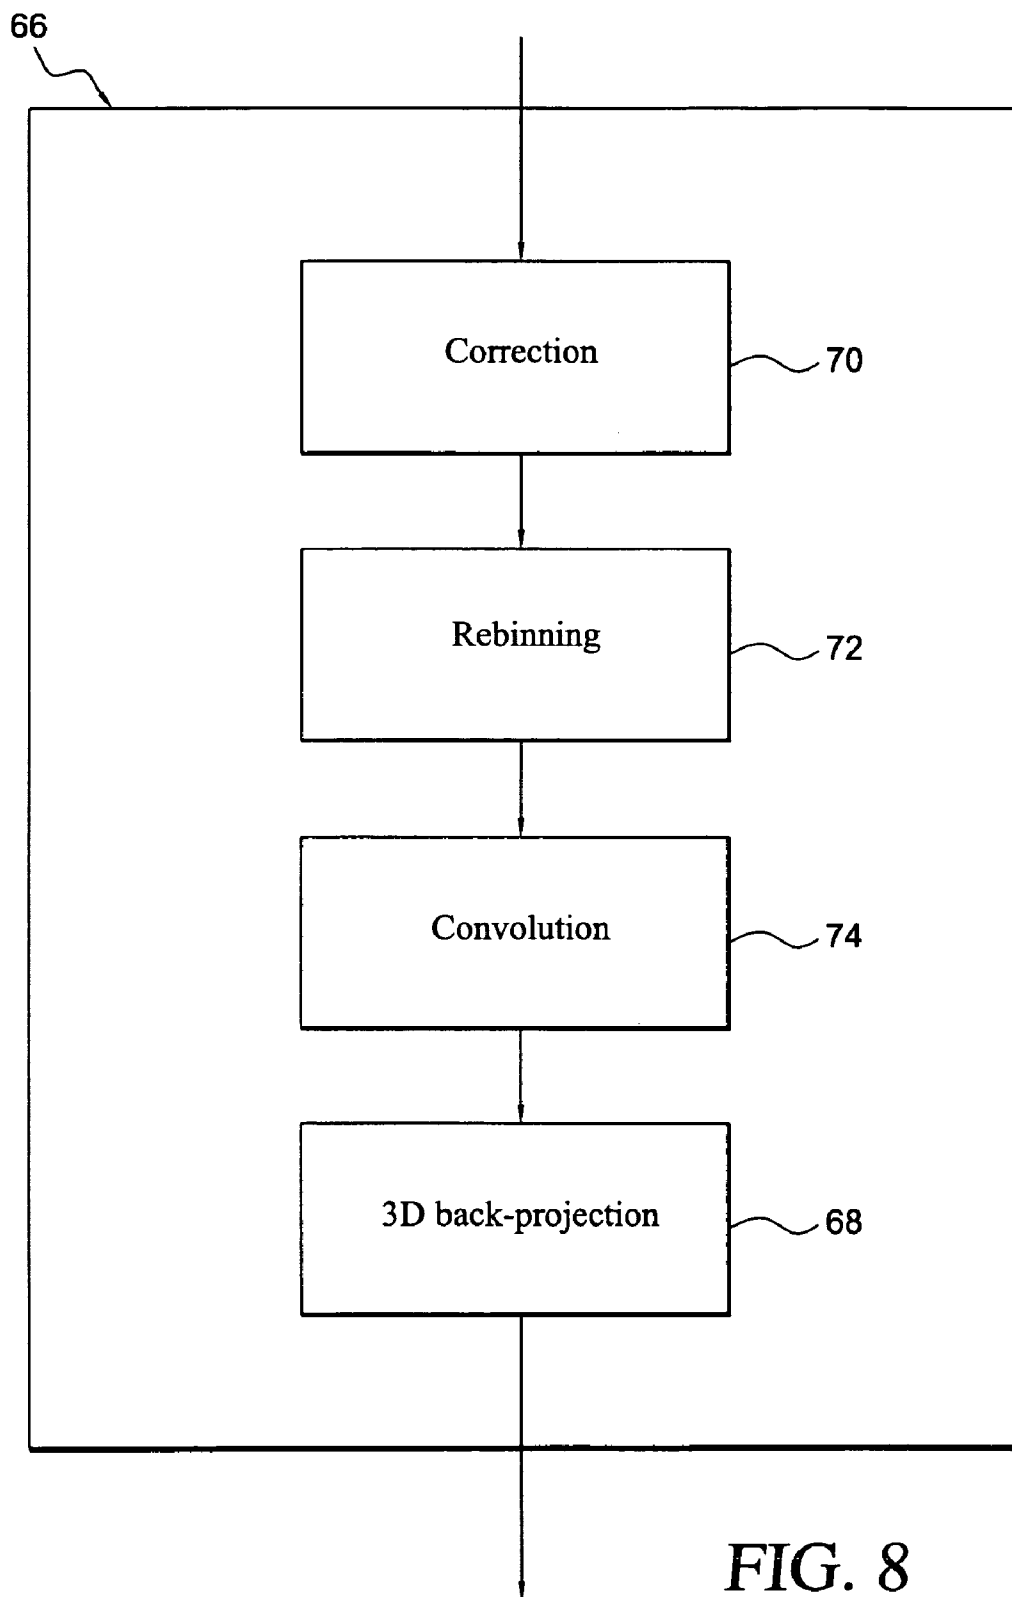 66
Correction
70
Rebinning
72
Convolution
74
3D back-projection
68
FIG. 8